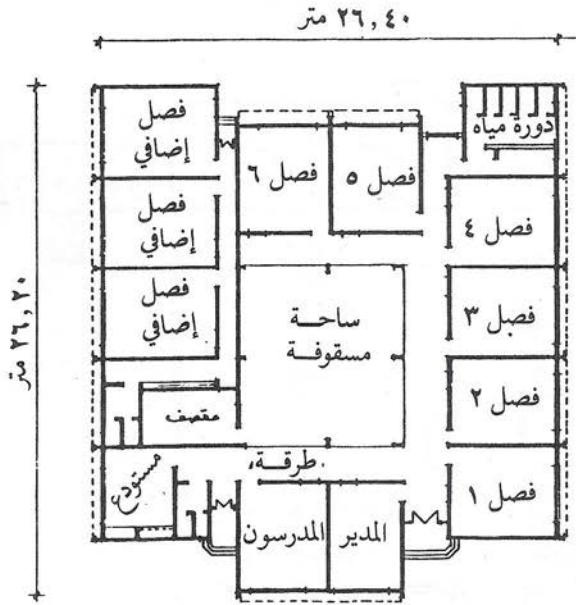 ٢٦,٤٠ متر
٢٦,٢٠ متر
فصل
إضافي
فصل ٦
فصل ٥
دورة مياه
فصل
إضافي
فصل ٤
فصل
إضافي
ساحة
مسقوفة
فصل ٣
مقصف
فصل ٢
طرقة
مستودع
المدرسون
المدير
فصل ١